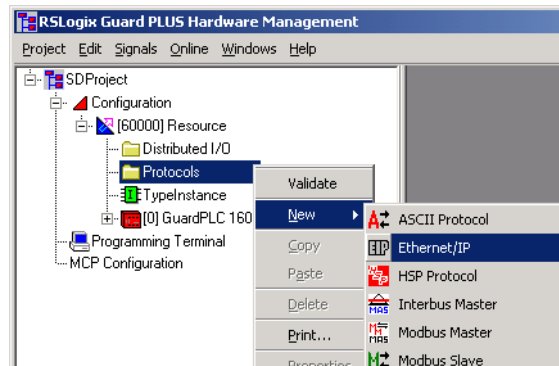 RSLogix Guard PLUS Hardware Management
Project Edit Signals Online Windows Help
SDProject
Configuration
[60000] Resource
Distributed I/O
Protocols
TypeInstance
[0] GuardPLC 160
Programming Terminal
MCP Configuration
Validate
New
Copy
Paste
Delete
Print...
Properties
ASCII Protocol
Ethernet/IP
HSP Protocol
Interbus Master
Modbus Master
Modbus Slave